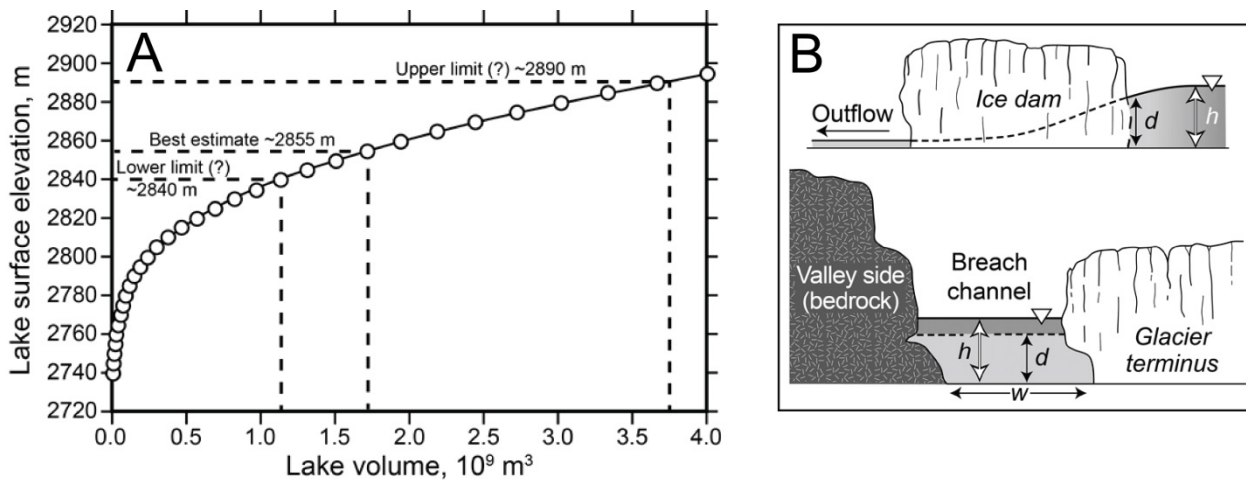 A
Lake surface elevation, m
2920
2900
2880
2860
2840
2820
2800
2780
2760
2740
2720
Upper limit (?) ~2890 m
Best estimate ~2855 m
Lower limit (?)
~2840 m
0.0 0.5 1.0 1.5 2.0 2.5 3.0 3.5 4.0
Lake volume, 10⁹ m³
B
Ice dam
Outflow
d
h
Valley side
(bedrock)
Breach
channel
Glacier
terminus
h
d
w